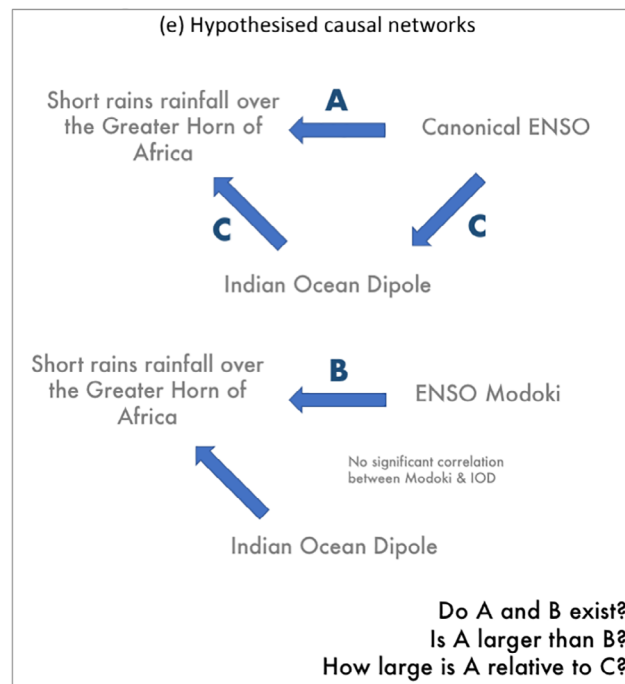 (e) Hypothesised causal networks
Short rains rainfall over
the Greater Horn of
Africa
A
Canonical ENSO
C
C
Indian Ocean Dipole
Short rains rainfall over
the Greater Horn of
Africa
B
ENSO Modoki
No significant correlation
between Modoki & IOD
Indian Ocean Dipole
Do A and B exist?
Is A larger than B?
How large is A relative to C?